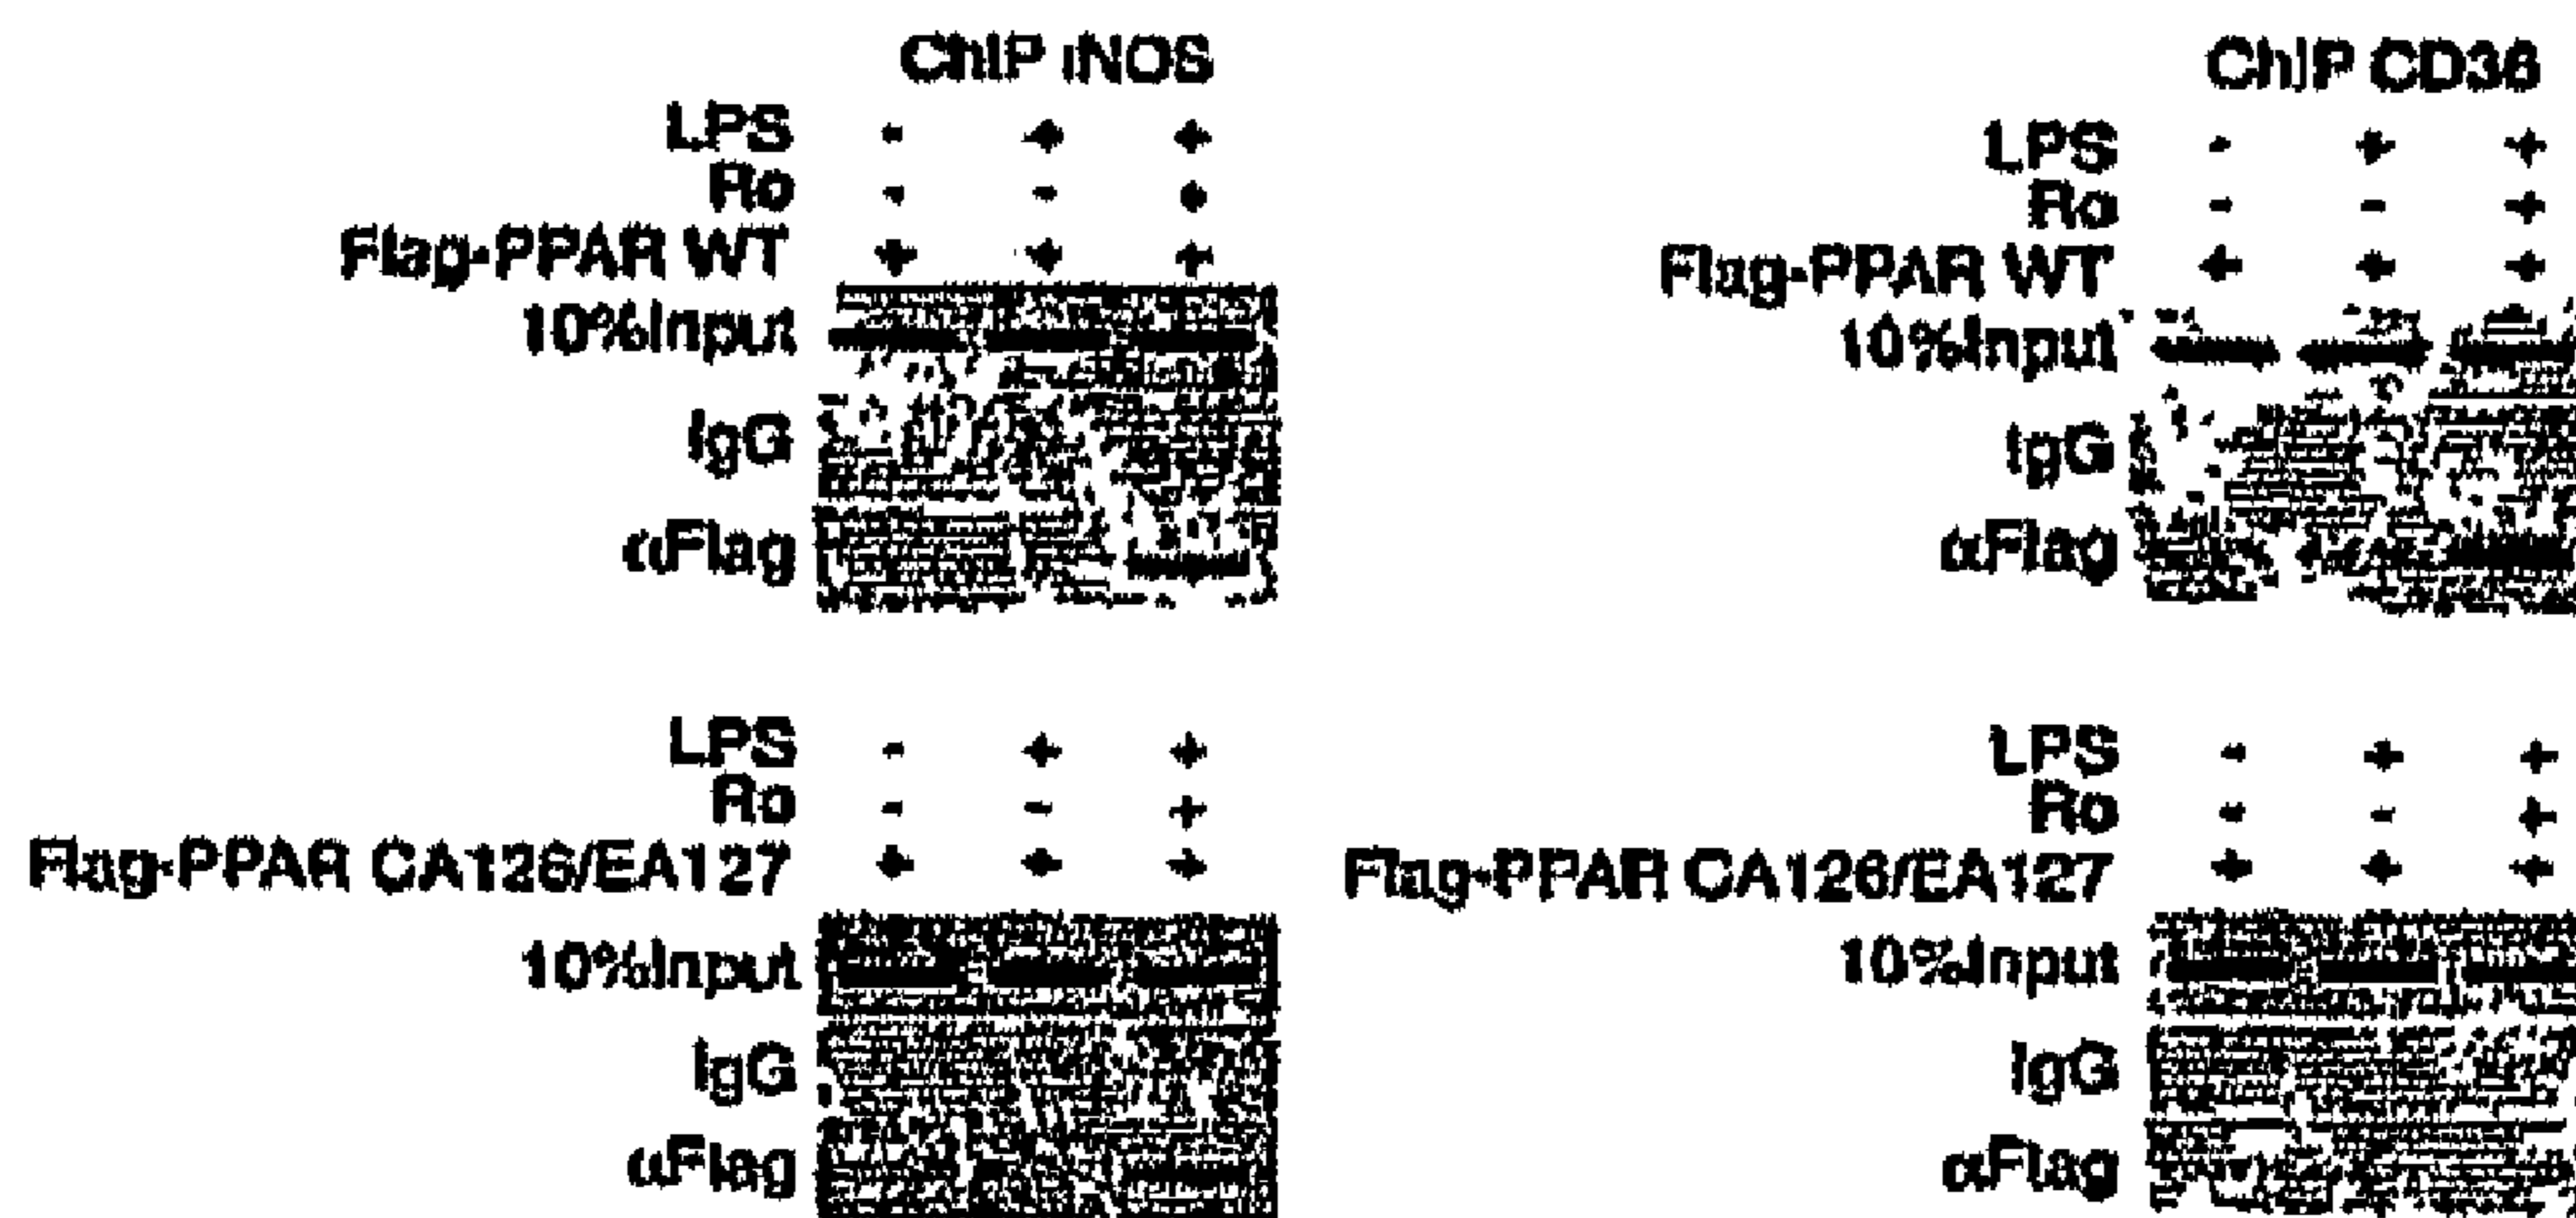 ChIP iNOS
LPS - + +
Ro - - +
Flag-PPAR WT + + +
10%Input
IgG
αFlag
ChIP CD36
LPS - + +
Ro - - +
Flag-PPAR WT + + +
10%Input
IgG
αFlag
LPS - + +
Ro - - +
Flag-PPAR CA126/EA127 + + +
10%Input
IgG
αFlag
LPS - + +
Ro - - +
Flag-PPAR CA126/EA127 + + +
10%Input
IgG
αFlag